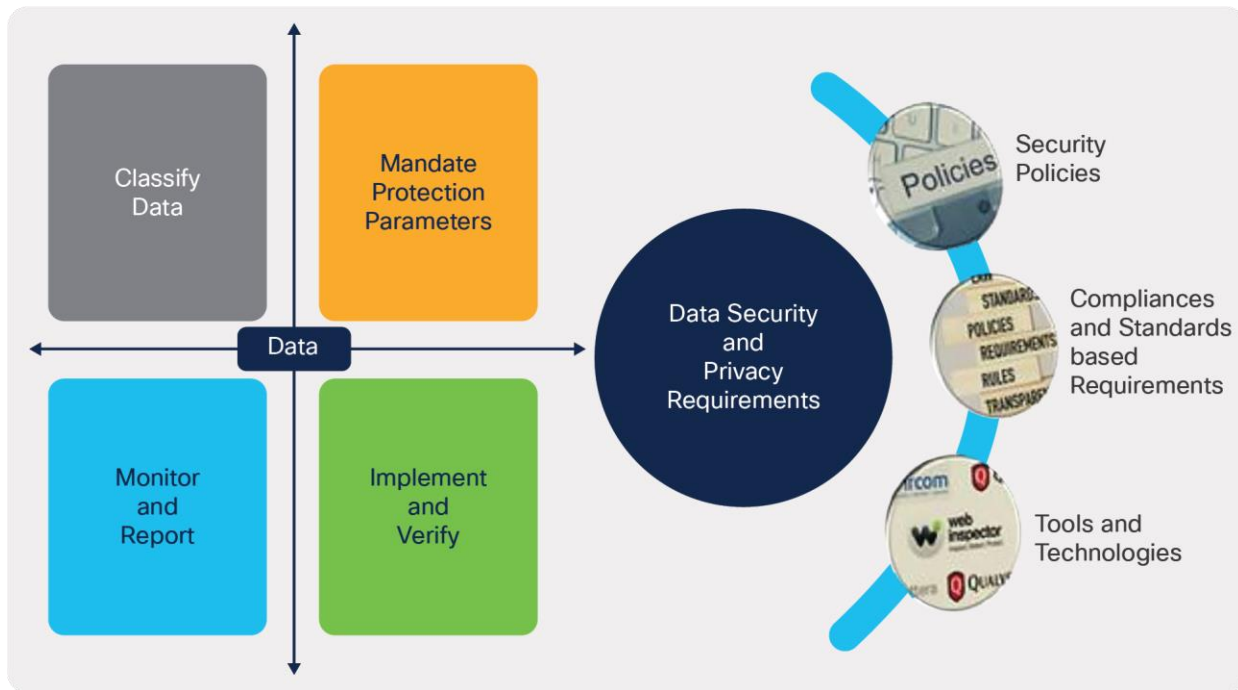 Classify
Data
Mandate
Protection
Parameters
Data
Monitor
and
Report
Implement
and
Verify
Data Security
and
Privacy
Requirements
Policies
Security
Policies
STANDARDS
POLICIES
REQUIREMENTS
RULES
Compliances
and Standards
based
Requirements
web
inspector
Tools and
Technologies